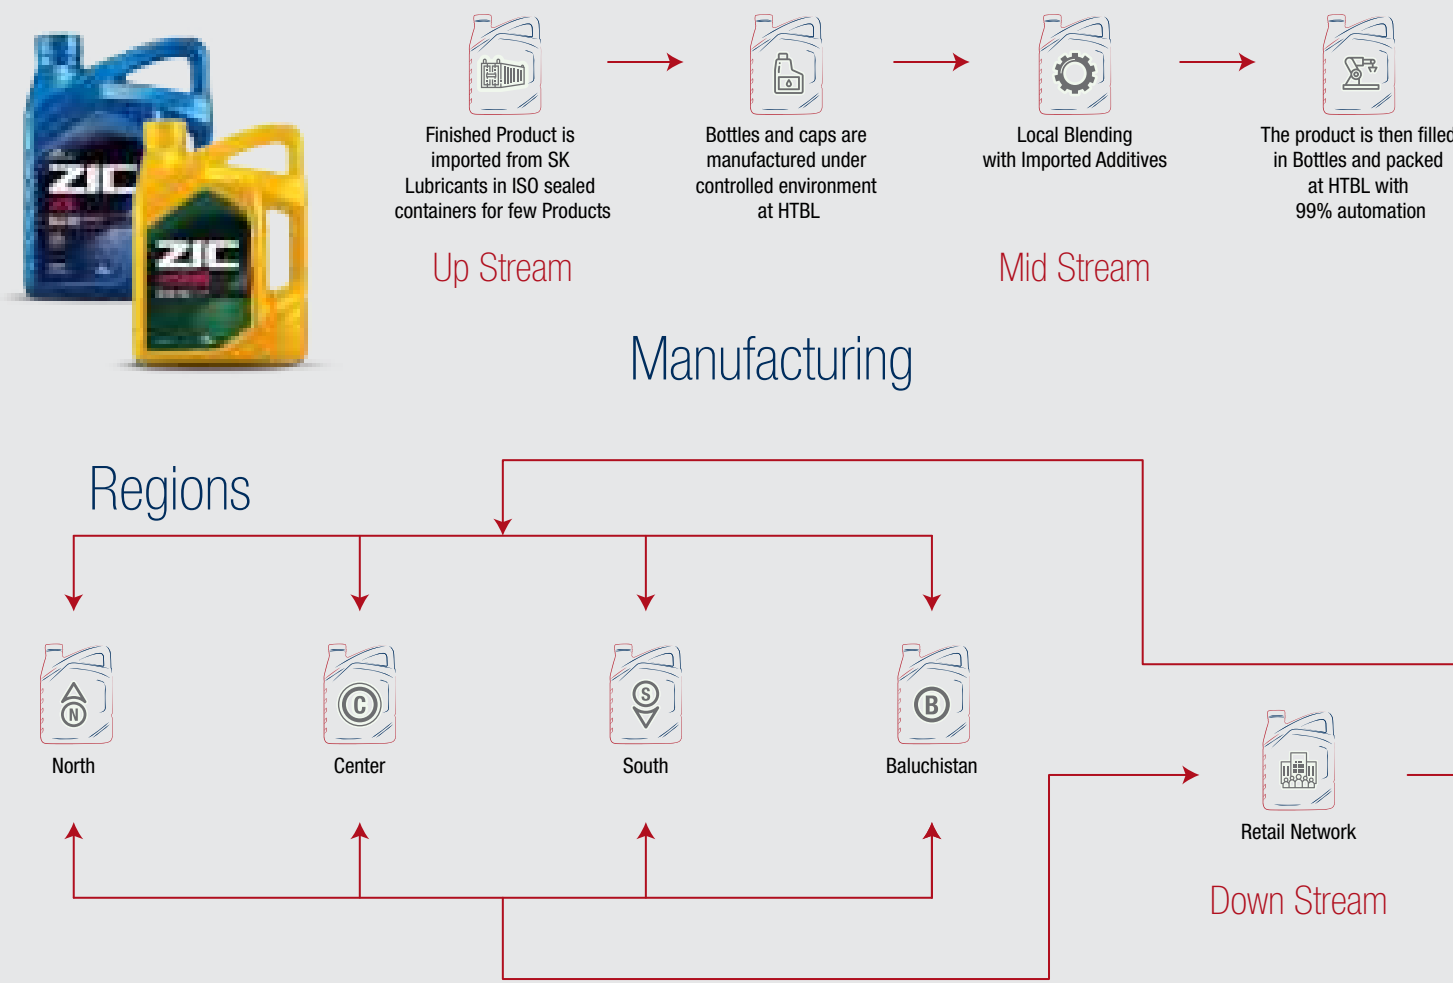 ZIC
ZIC
Finished Product is
imported from SK
Lubricants in ISO sealed
containers for few Products
Bottles and caps are
manufactured under
controlled environment
at HTBL
Local Blending
with Imported Additives
The product is then filled
in Bottles and packed
at HTBL with
99% automation
Up Stream
Mid Stream
Manufacturing
Regions
N
C
S
B
North
Center
South
Baluchistan
Retail Network
Down Stream